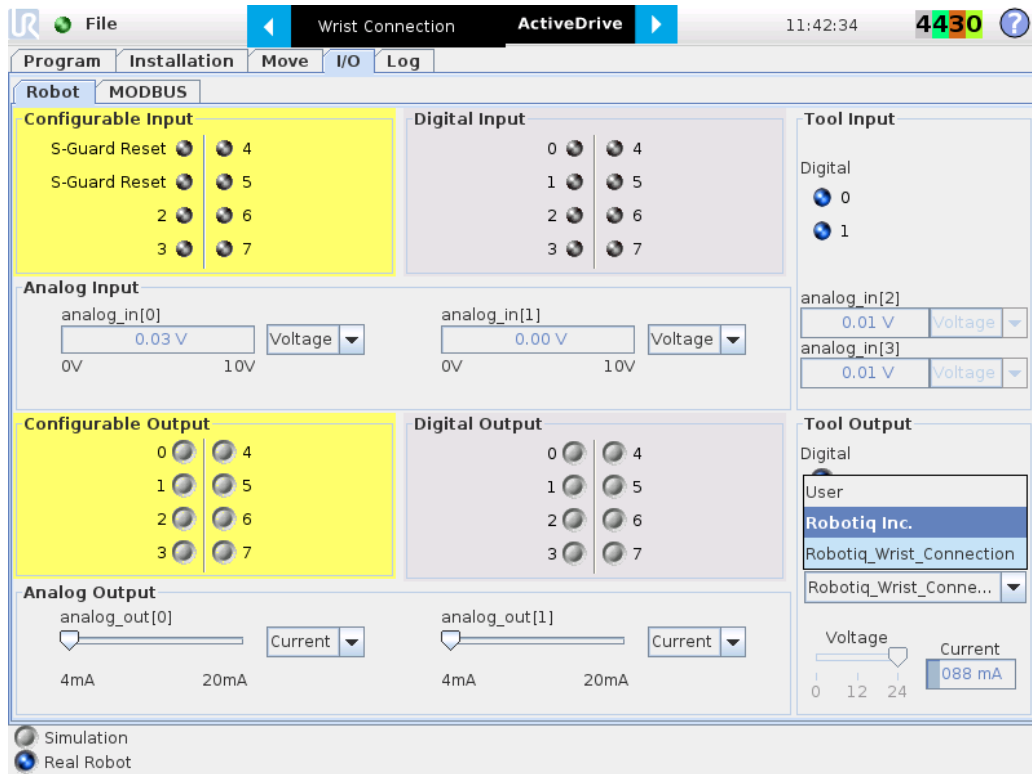 UR File Wrist Connection ActiveDrive 11:42:34 4430 ?
Program Installation Move I/O Log
Robot MODBUS
Configurable Input
S-Guard Reset 4
S-Guard Reset 5
2 6
3 7
Digital Input
0 4
1 5
2 6
3 7
Tool Input
Digital
0
1
analog_in[2]
0.01 V Voltage
analog_in[3]
0.01 V Voltage
Analog Input
analog_in[0]
0.03 V Voltage
0V 10V
analog_in[1]
0.00 V Voltage
0V 10V
Configurable Output
0 4
1 5
2 6
3 7
Digital Output
0 4
1 5
2 6
3 7
Tool Output
Digital
User
Robotiq Inc.
Robotiq_Wrist_Connection
Robotiq_Wrist_Conne...
Voltage
0 12 24
Current
088 mA
Analog Output
analog_out[0]
Current
4mA 20mA
analog_out[1]
Current
4mA 20mA
Simulation
Real Robot